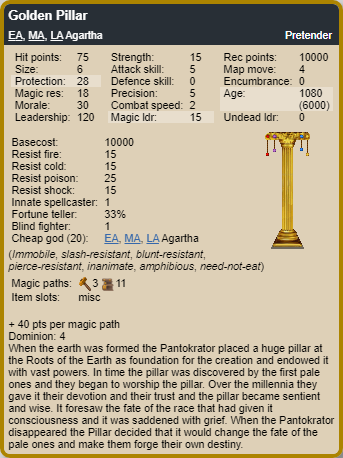 Golden Pillar
EA, MA, LA Agartha Pretender
Hit points: 75 Strength: 15 Rec points: 10000
Size: 6 Attack skill: 5 Map move: 4
Protection: 28 Defence skill: 0 Encumbrance: 0
Magic res: 18 Precision: 5 Age: 1080
Morale: 30 Combat speed: 2 (6000)
Leadership: 120 Magic ldr: 15 Undead ldr: 0
Basecost: 10000
Resist fire: 15
Resist cold: 15
Resist poison: 25
Resist shock: 15
Innate spellcaster: 1
Fortune teller: 33%
Blind fighter: 1
Cheap god (20): EA, MA, LA Agartha
(Immobile, slash-resistant, blunt-resistant,
pierce-resistant, inanimate, amphibious, need-not-eat)
Magic paths: 3 11
Item slots: misc
+ 40 pts per magic path
Dominion: 4
When the earth was formed the Pantokrator placed a huge pillar at
the Roots of the Earth as foundation for the creation and endowed it
with vast powers. In time the pillar was discovered by the first pale
ones and they began to worship the pillar. Over the millennia they
gave it their devotion and their trust and the pillar became sentient
and wise. It foresaw the fate of the race that had given it
consciousness and it was saddened with grief. When the Pantokrator
disappeared the Pillar decided that it would change the fate of the
pale ones and make them forge their own destiny.